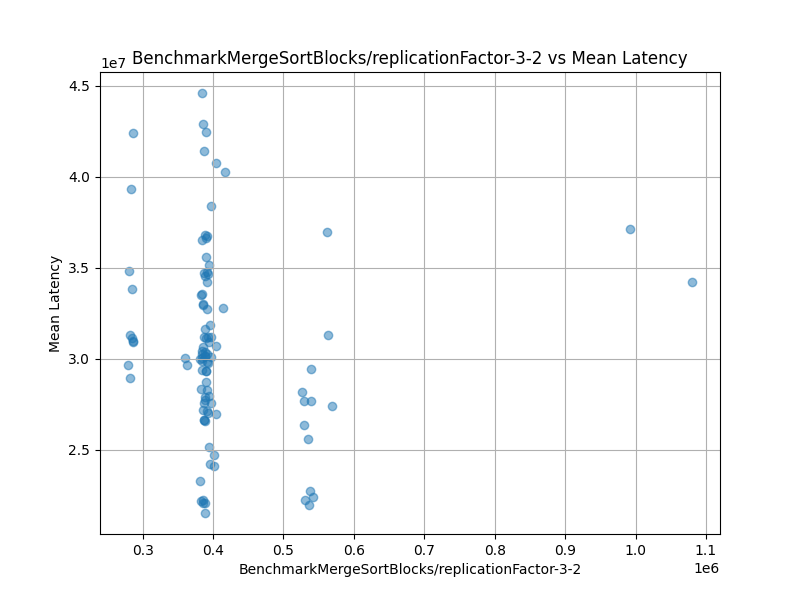 BenchmarkMergeSortBlocks/replicationFactor-3-2 vs Mean Latency
1e7
4.5
4.0
3.5
3.0
2.5
Mean Latency
0.3 0.4 0.5 0.6 0.7 0.8 0.9 1.0 1.1
1e6
BenchmarkMergeSortBlocks/replicationFactor-3-2